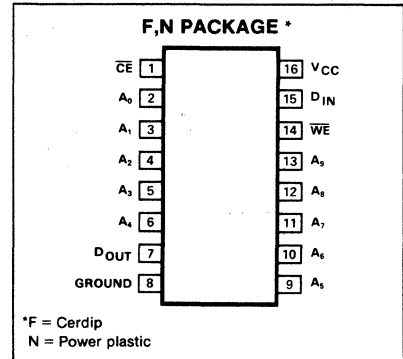 F,N PACKAGE *
CE 1 16 VCC
A0 2 15 DIN
A1 3 14 WE
A2 4 13 A9
A3 5 12 A8
A4 6 11 A7
DOUT 7 10 A6
GROUND 8 9 A5
*F = Cerdip
N = Power plastic